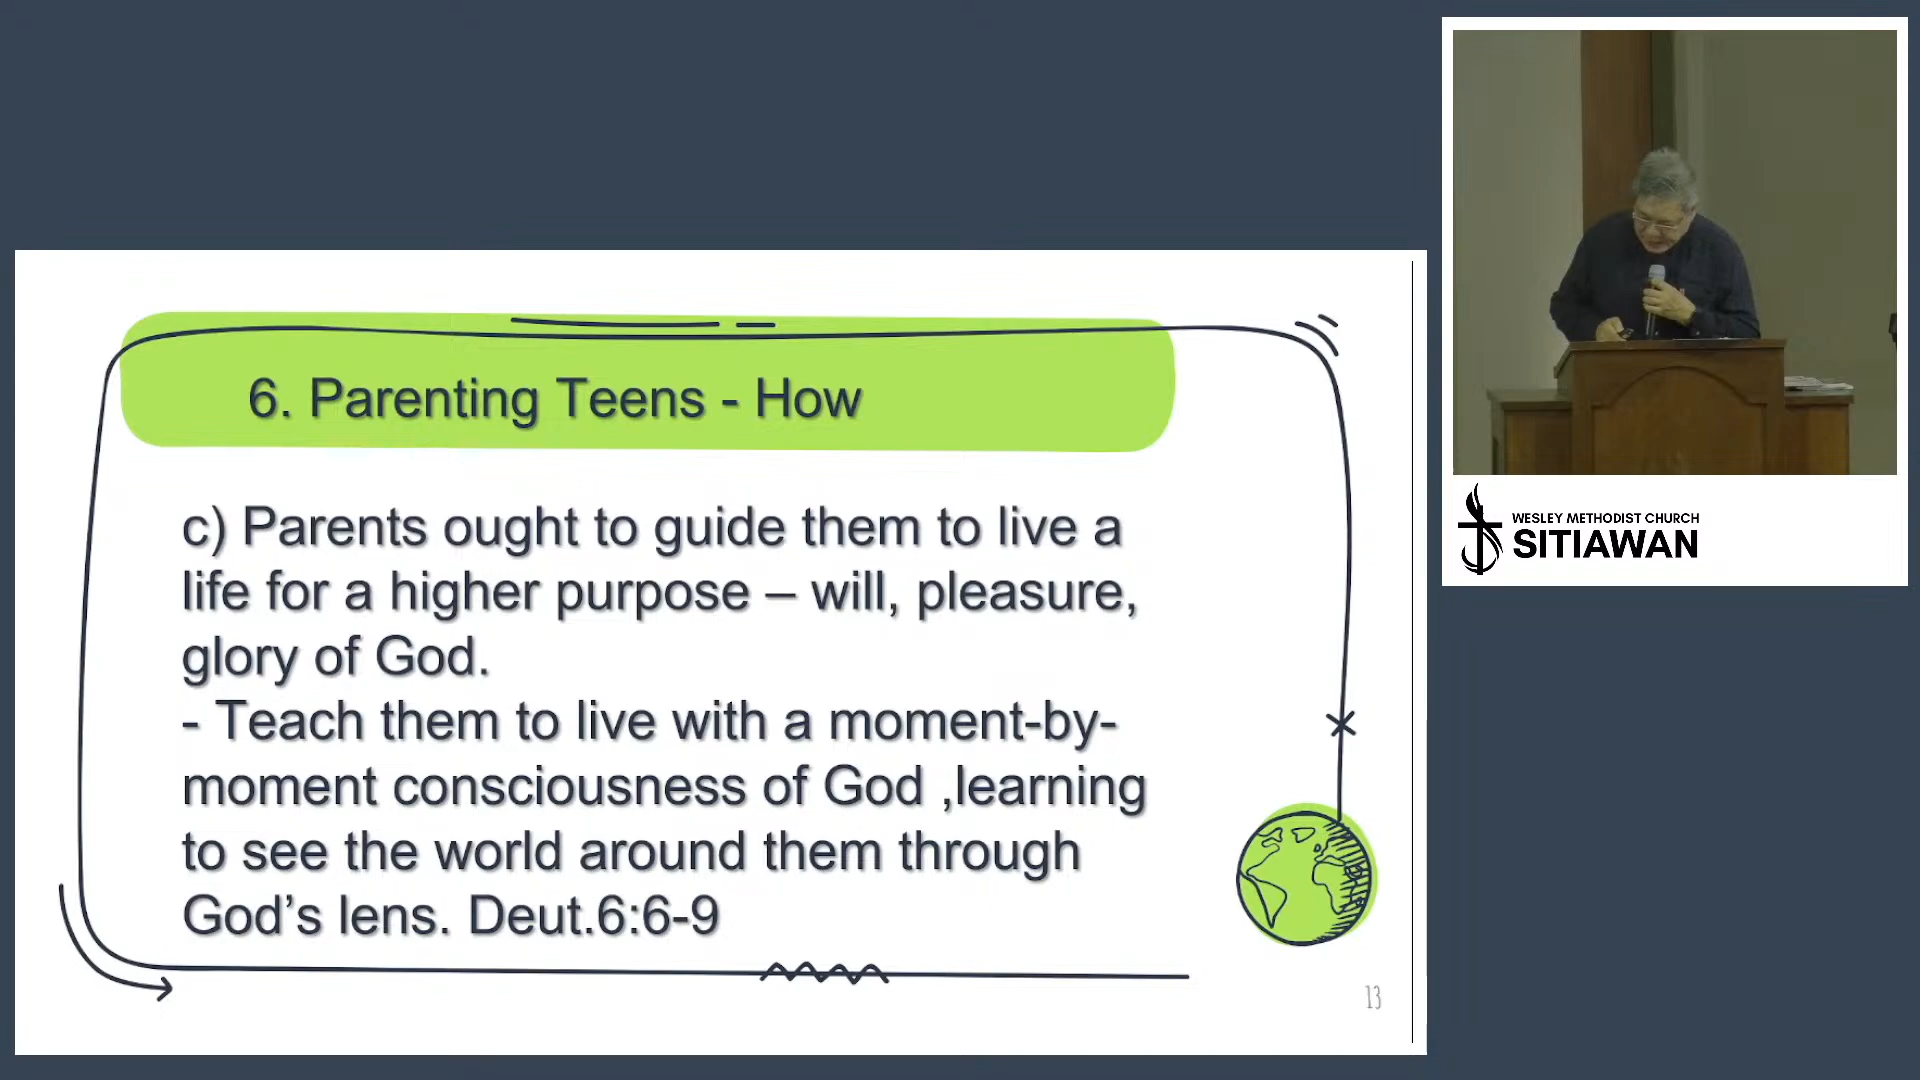 6. Parenting Teens - How
c) Parents ought to guide them to live a
life for a higher purpose – will, pleasure,
glory of God.
- Teach them to live with a moment-by-
moment consciousness of God ,learning
to see the world around them through
God’s lens. Deut.6:6-9
13
WESLEY METHODIST CHURCH
SITIAWAN